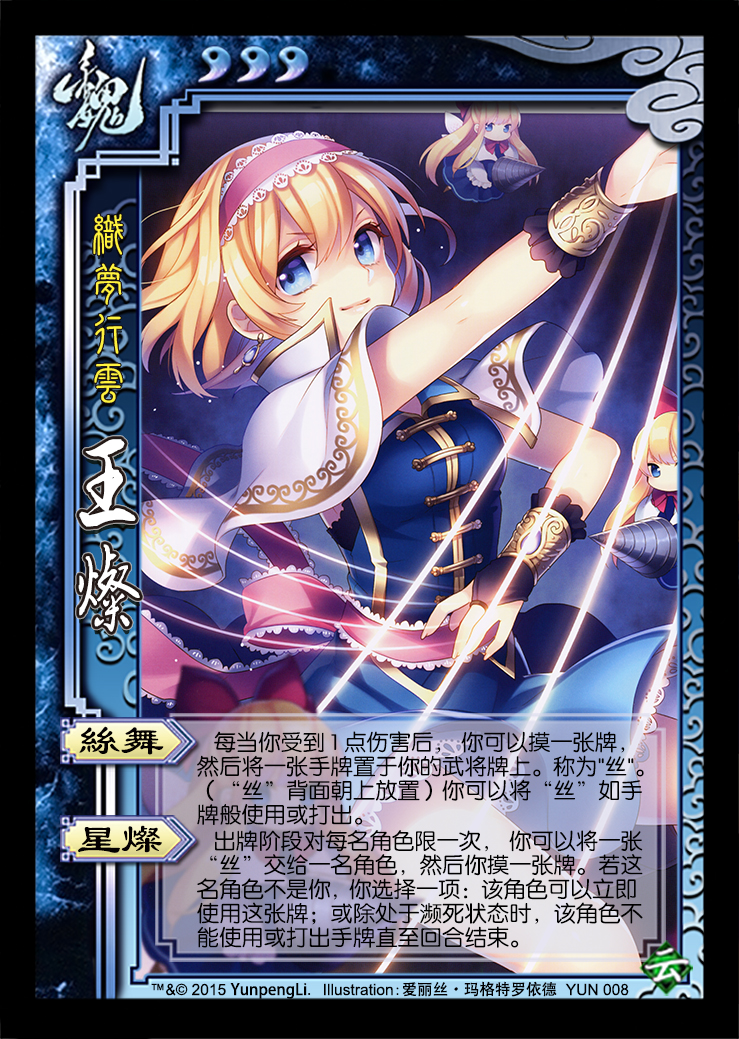 魏
織夢行雲
王燦
絲舞
每当你受到1点伤害后，你可以摸一张牌，
然后将一张手牌置于你的武将牌上。称为"丝"。
（“丝”背面朝上放置）你可以将“丝”如手
牌般使用或打出。
星燦
出牌阶段对每名角色限一次，你可以将一张
“丝”交给一名角色，然后你摸一张牌。若这
名角色不是你，你选择一项：该角色可以立即
使用这张牌；或除处于濒死状态时，该角色不
能使用或打出手牌直至回合结束。
云
™&© 2015 YunpengLi. Illustration:爱丽丝·玛格特罗依德 YUN 008